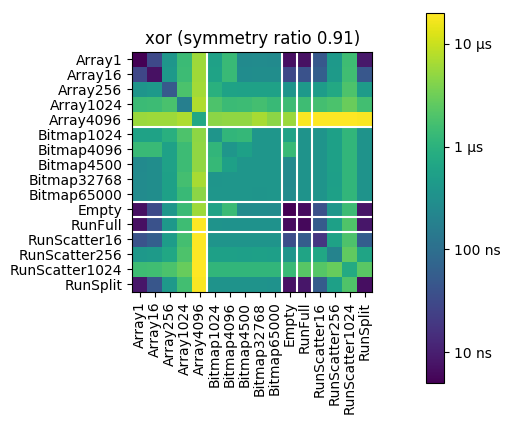 xor (symmetry ratio 0.91)
Array1
Array16
Array256
Array1024
Array4096
Bitmap1024
Bitmap4096
Bitmap4500
Bitmap32768
Bitmap65000
Empty
RunFull
RunScatter16
RunScatter256
RunScatter1024
RunSplit
Array1
Array16
Array256
Array1024
Array4096
Bitmap1024
Bitmap4096
Bitmap4500
Bitmap32768
Bitmap65000
Empty
RunFull
RunScatter16
RunScatter256
RunScatter1024
RunSplit
10 µs
1 µs
100 ns
10 ns